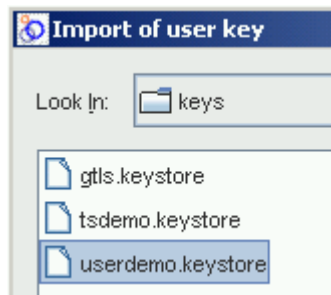 Import of user key
Look In: keys
gtls.keystore
tsdemo.keystore
userdemo.keystore